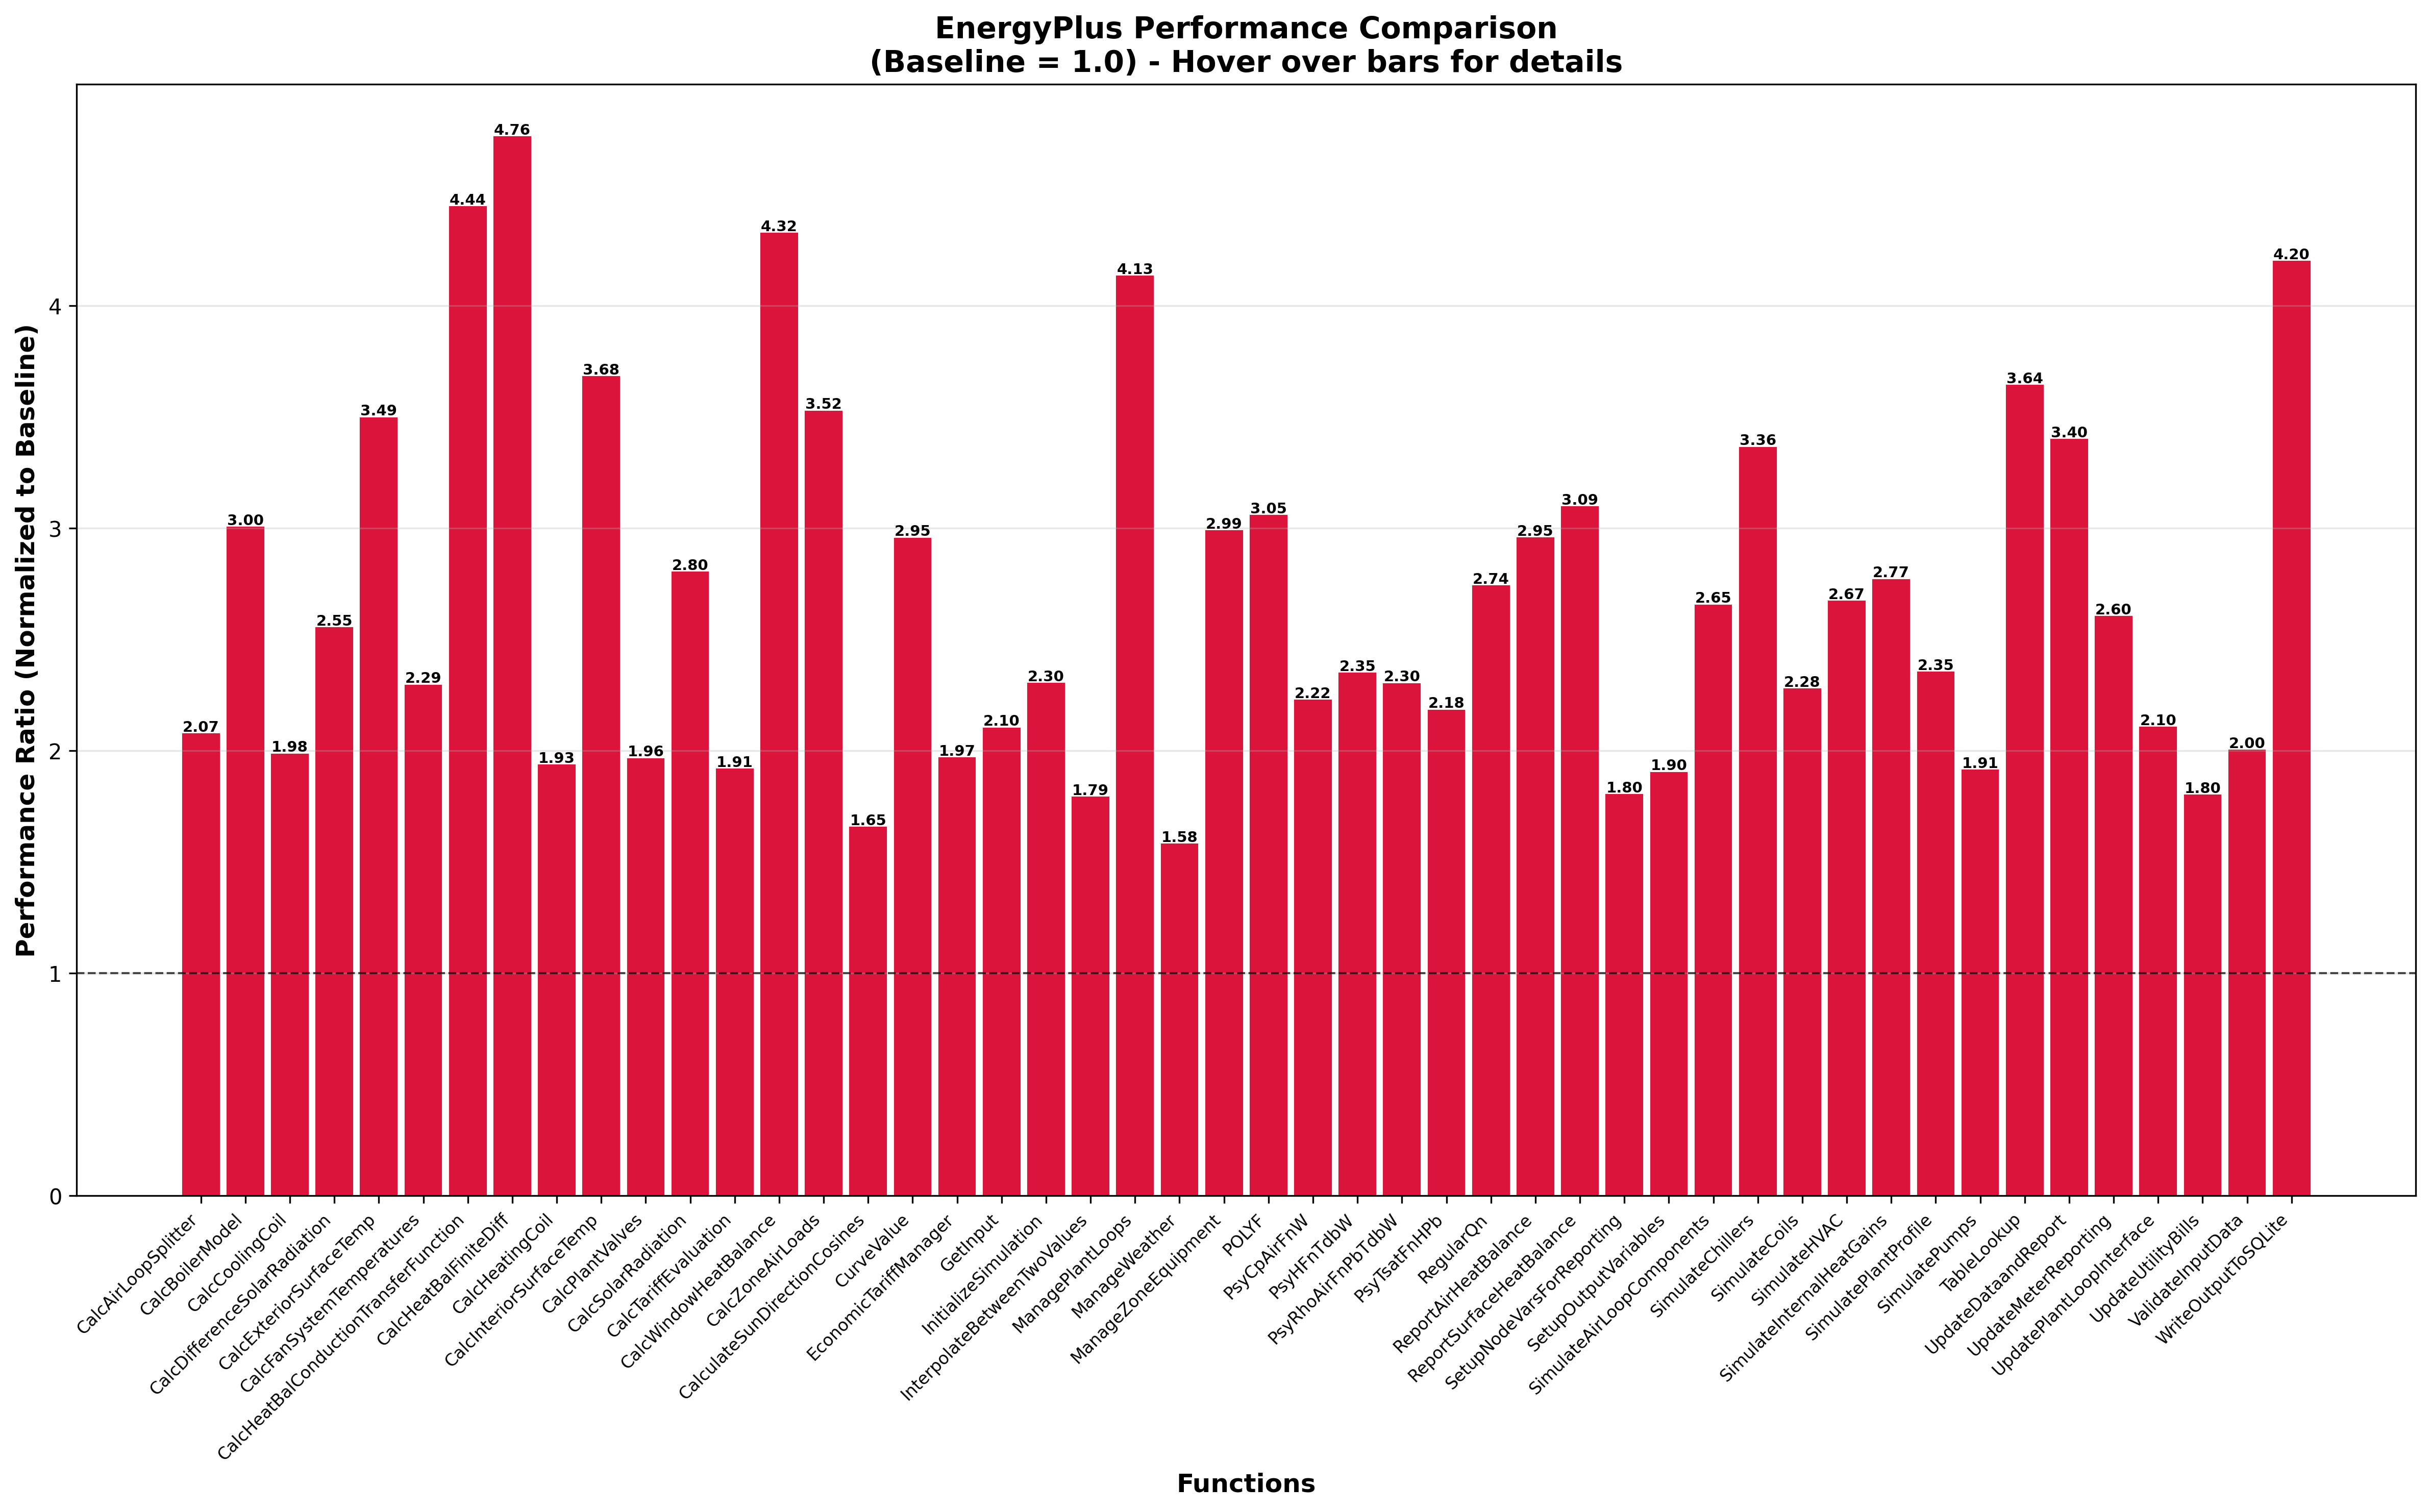 EnergyPlus Performance Comparison
(Baseline = 1.0) - Hover over bars for details
Performance Ratio (Normalized to Baseline)
4
3
2
1
0
2.07
3.00
1.98
2.55
3.49
2.29
4.44
4.76
1.93
3.68
1.96
2.80
1.91
4.32
3.52
1.65
2.95
1.97
2.10
2.30
1.79
4.13
1.58
2.99
3.05
2.22
2.35
2.30
2.18
2.74
2.95
3.09
1.80
1.90
2.65
3.36
2.28
2.67
2.77
2.35
1.91
3.64
3.40
2.60
2.10
1.80
2.00
4.20
CalcAirLoopSplitter
CalcBoilerModel
CalcCoolingCoil
CalcDifferenceSolarRadiation
CalcExteriorSurfaceTemp
CalcFanSystemTemperatures
CalcHeatBalConductionTransferFunction
CalcHeatBalFiniteDiff
CalcHeatingCoil
CalcInteriorSurfaceTemp
CalcPlantValves
CalcSolarRadiation
CalcTariffEvaluation
CalcWindowHeatBalance
CalcZoneAirLoads
CalculateSunDirectionCosines
CurveValue
EconomicTariffManager
GetInput
InitializeSimulation
InterpolateBetweenTwoValues
ManagePlantLoops
ManageWeather
ManageZoneEquipment
POLYF
PsyCpAirFnW
PsyHFnTdbW
PsyRhoAirFnPbTdbW
PsyTsatFnHPb
RegularQn
ReportAirHeatBalance
ReportSurfaceHeatBalance
SetupNodeVarsForReporting
SetupOutputVariables
SimulateAirLoopComponents
SimulateChillers
SimulateCoils
SimulateHVAC
SimulateInternalHeatGains
SimulatePlantProfile
SimulatePumps
TableLookup
UpdateDataandReport
UpdateMeterReporting
UpdatePlantLoopInterface
UpdateUtilityBills
ValidateInputData
WriteOutputToSQLite
Functions